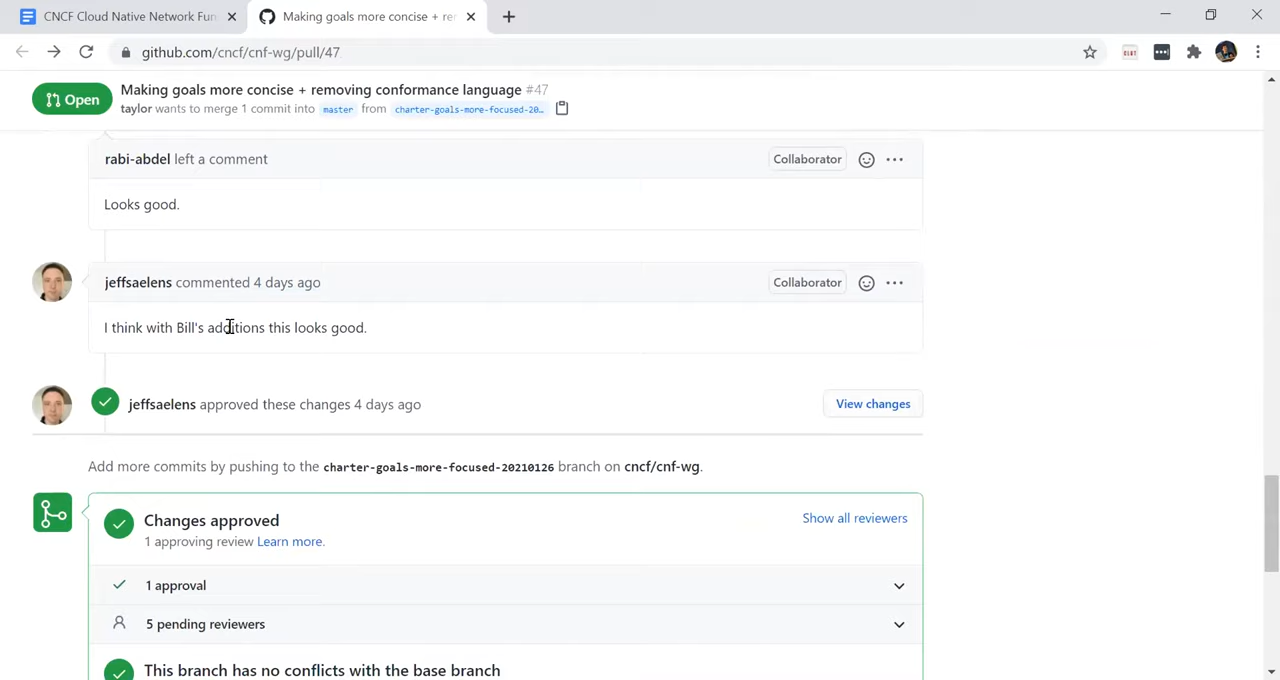 CNCF Cloud Native Network Fun
Making goals more concise + re
github.com/cncf/cnf-wg/pull/47
Open
Making goals more concise + removing conformance language #47
taylor wants to merge 1 commit into master from charter-goals-more-focused-20…
rabi-abdel left a comment
Collaborator
Looks good.
jeffsaelens commented 4 days ago
Collaborator
I think with Bill's additions this looks good.
jeffsaelens approved these changes 4 days ago
View changes
Add more commits by pushing to the charter-goals-more-focused-20210126 branch on cncf/cnf-wg.
Changes approved
Show all reviewers
1 approving review Learn more.
1 approval
5 pending reviewers
This branch has no conflicts with the base branch